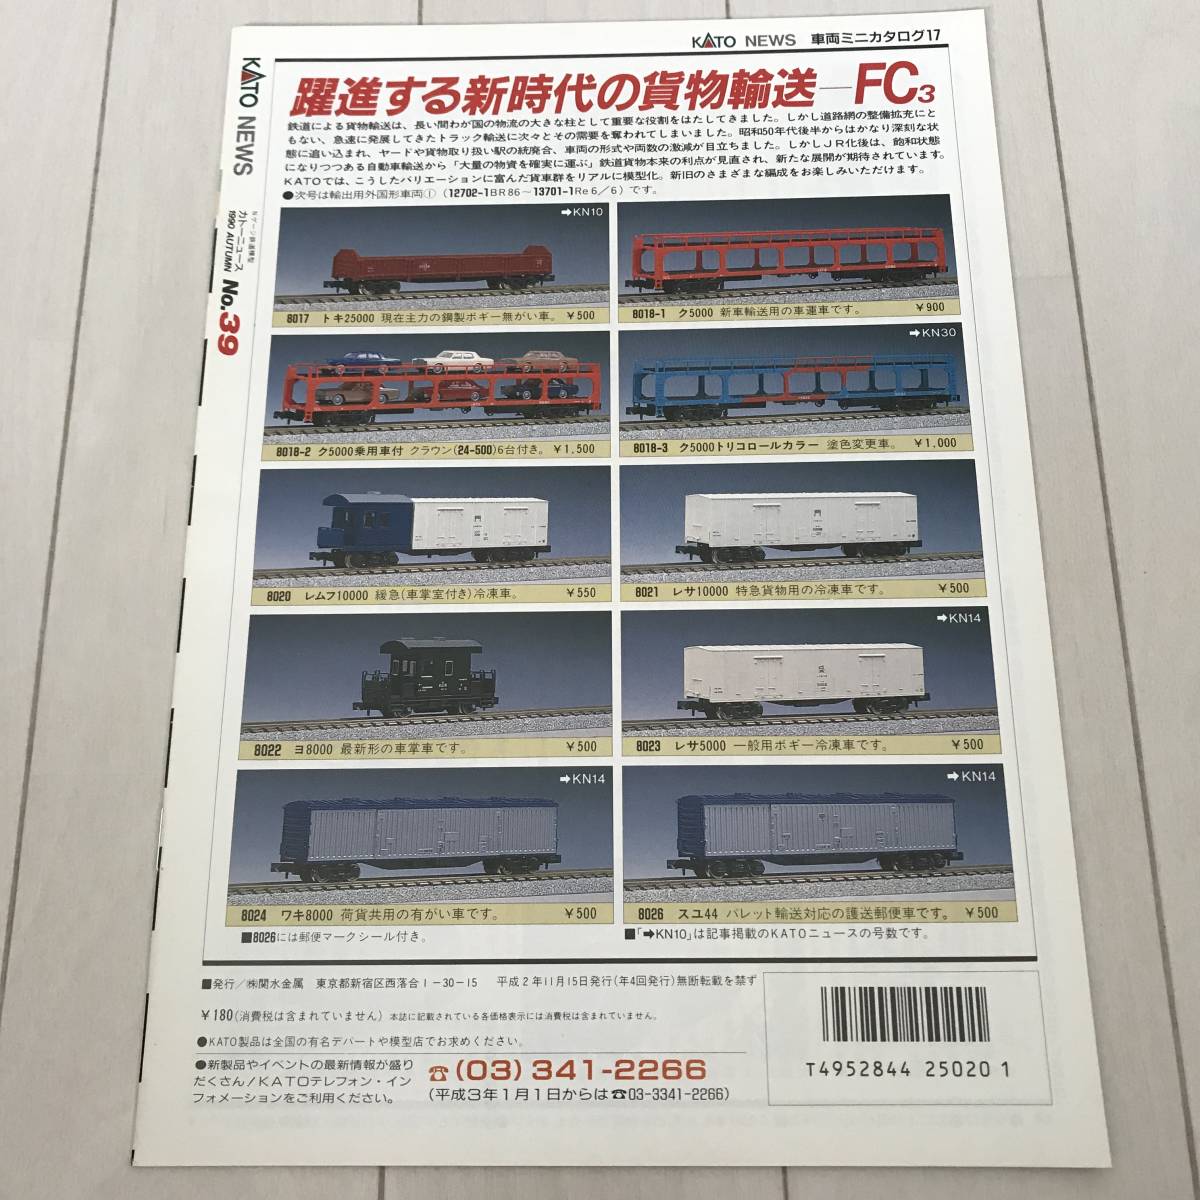 KATO NEWS 車両ミニカタログ17
躍進する新時代の貨物輸送—FC3
鉄道による貨物輸送は、長い間わが国の物流の大きな柱として重要な役割をはたしてきました。しかし道路網の整備拡充にと
もない、急速に発展してきたトラック輸送に次々とその需要を奪われてしまいました。昭和50年代後半からはかなり深刻な状
態に追い込まれ、ヤードや貨物取り扱い駅の統廃合、車両の形式や両数の激減が目立ちました。しかしJR化後は、飽和状態
になりつつある自動車輸送から「大量の物資を確実に運ぶ」鉄道貨物本来の利点が見直され、新たな展開が期待されています。
KATOでは、こうしたバリエーションに富んだ貨車群をリアルに模型化。新旧のさまざまな編成をお楽しみいただけます。
●次号は輸出用外国形車両① (12702-1BR86～13701-1Re6/6) です。
KATO NEWS
Nゲージ鉄道模型
カトーニュース
1990 AUTUMN No.39
➡KN10
8017 トキ25000 現在主力の鋼製ボギー無がい車。 ¥500
8018-1 ク5000 新車輸送用の車運車です。 ¥900
8018-2 ク5000乗用車付 クラウン(24-500)6台付き。 ¥1,500
➡KN30
8018-3 ク5000トリコロールカラー 塗色変更車。 ¥1,000
8020 レムフ10000 緩急(車掌室付き)冷凍車。 ¥550
8021 レサ10000 特急貨物用の冷凍車です。 ¥500
8022 ヨ8000 最新形の車掌車です。 ¥500
➡KN14
8023 レサ5000 一般用ボギー冷凍車です。 ¥500
➡KN14
8024 ワキ8000 荷貨共用の有がい車です。 ¥500
➡KN14
8026 スユ44 パレット輸送対応の護送郵便車です。 ¥500
■8026には郵便マークシール付き。
■「➡KN10」は記事掲載のKATOニュースの号数です。
■発行/㈱関水金属 東京都新宿区西落合1-30-15 平成2年11月15日発行(年4回発行)無断転載を禁ず
¥180(消費税は含まれていません) 本誌に記載されている各価格表示には消費税は含まれていません。
●KATO製品は全国の有名デパートや模型店でお求めください。
●新製品やイベントの最新情報が盛り
だくさん!KATOテレフォン・イン
フォメーションをご利用ください。
☎(03)341-2266
(平成3年1月1日からは☎03-3341-2266)
T4952844 25020 1